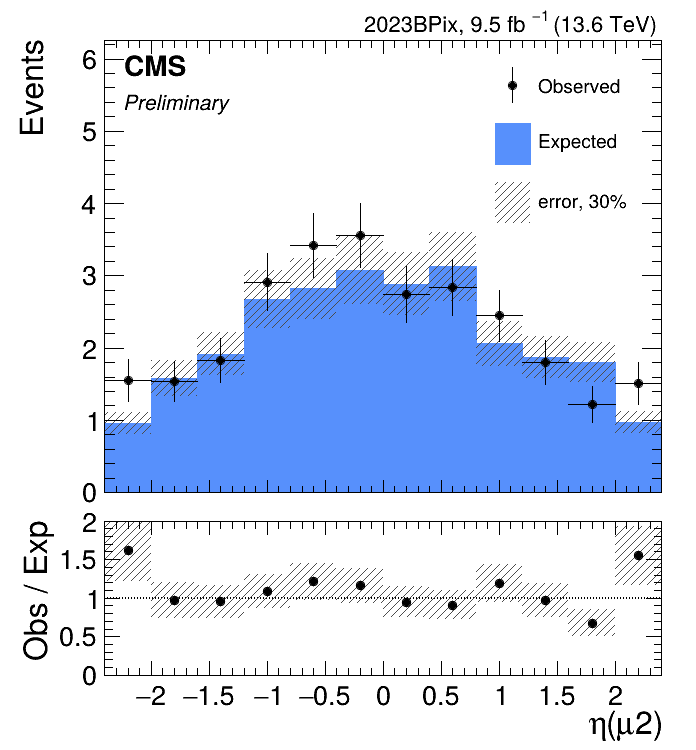 2023BPix, 9.5 fb⁻¹ (13.6 TeV)
CMS
Preliminary
Events
6
5
4
3
2
1
0
Observed
Expected
error, 30%
Obs / Exp
2
1.5
1
0.5
0
−2 −1.5 −1 −0.5 0 0.5 1 1.5 2
η(μ2)